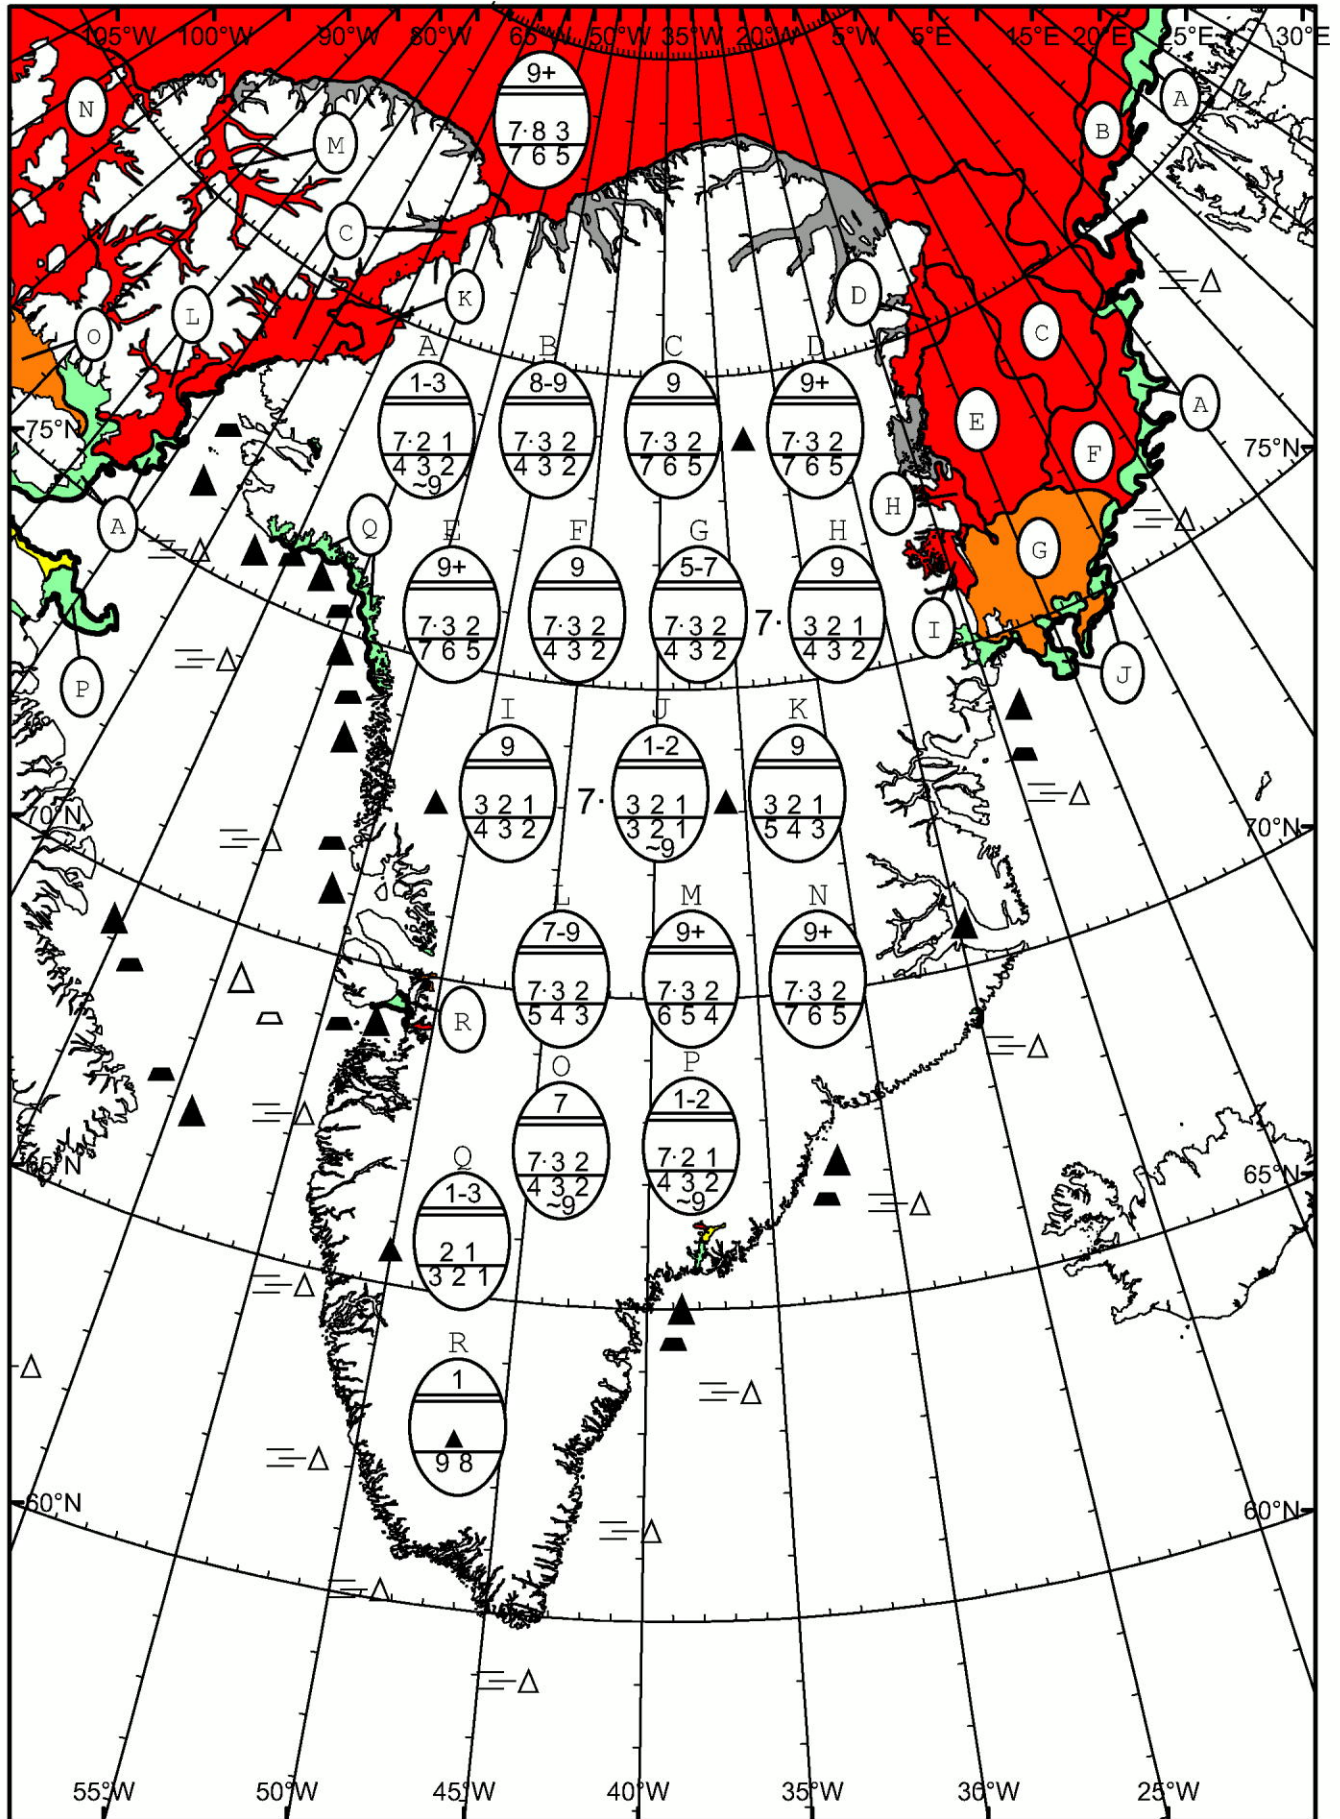 105°W 100°W 90°W 80°W 65°W 50°W 35°W 20°W 5°W 5°E 15°E 20°E 25°E 30°E
9+
7·8 3
7 6 5
N
M
C
K
L
O
A
B
A
D
C
E
F
A
H
G
I
J
Q
A
P
R
75°N
75°N
A B C D
1-3 8-9 9 9+
7·2 1 7·3 2 7·3 2 7·3 2
4 3 2 4 3 2 7 6 5 7 6 5
~9
E F G H
9+ 9 5-7 9
7·3 2 7·3 2 7·3 2 7· 3 2 1
7 6 5 4 3 2 4 3 2 4 3 2
I J K
9 1-2 9
3 2 1 7· 3 2 1 3 2 1
4 3 2 3 2 1 5 4 3
~9
70°N
70°N
L M N
7-9 9+ 9+
7·3 2 7·3 2 7·3 2
5 4 3 6 5 4 7 6 5
O P
7 1-2
7·3 2 7·2 1
4 3 2 4 3 2
~9 ~9
65°N
65°N
Q
1-3
2 1
3 2 1
R
1
9 8
60°N
60°N
55°W 50°W 45°W 40°W 35°W 30°W 25°W